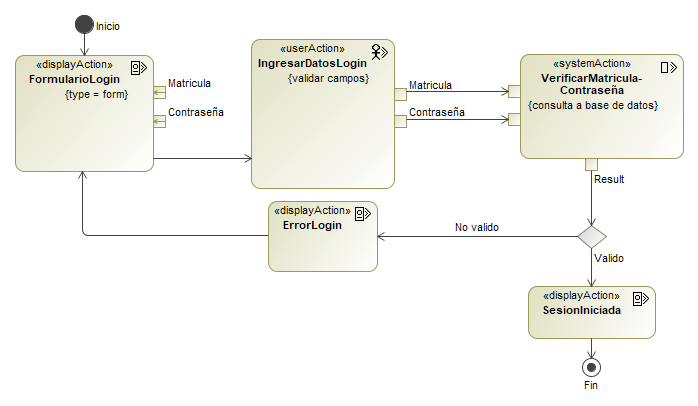 Inicio
«displayAction»
FormularioLogin
{type = form}
Matricula
Contraseña
«userAction»
IngresarDatosLogin
{validar campos}
Matricula
Contraseña
«systemAction»
VerificarMatricula-
Contraseña
{consulta a base de datos}
Result
No valido
Valido
«displayAction»
ErrorLogin
«displayAction»
SesionIniciada
Fin